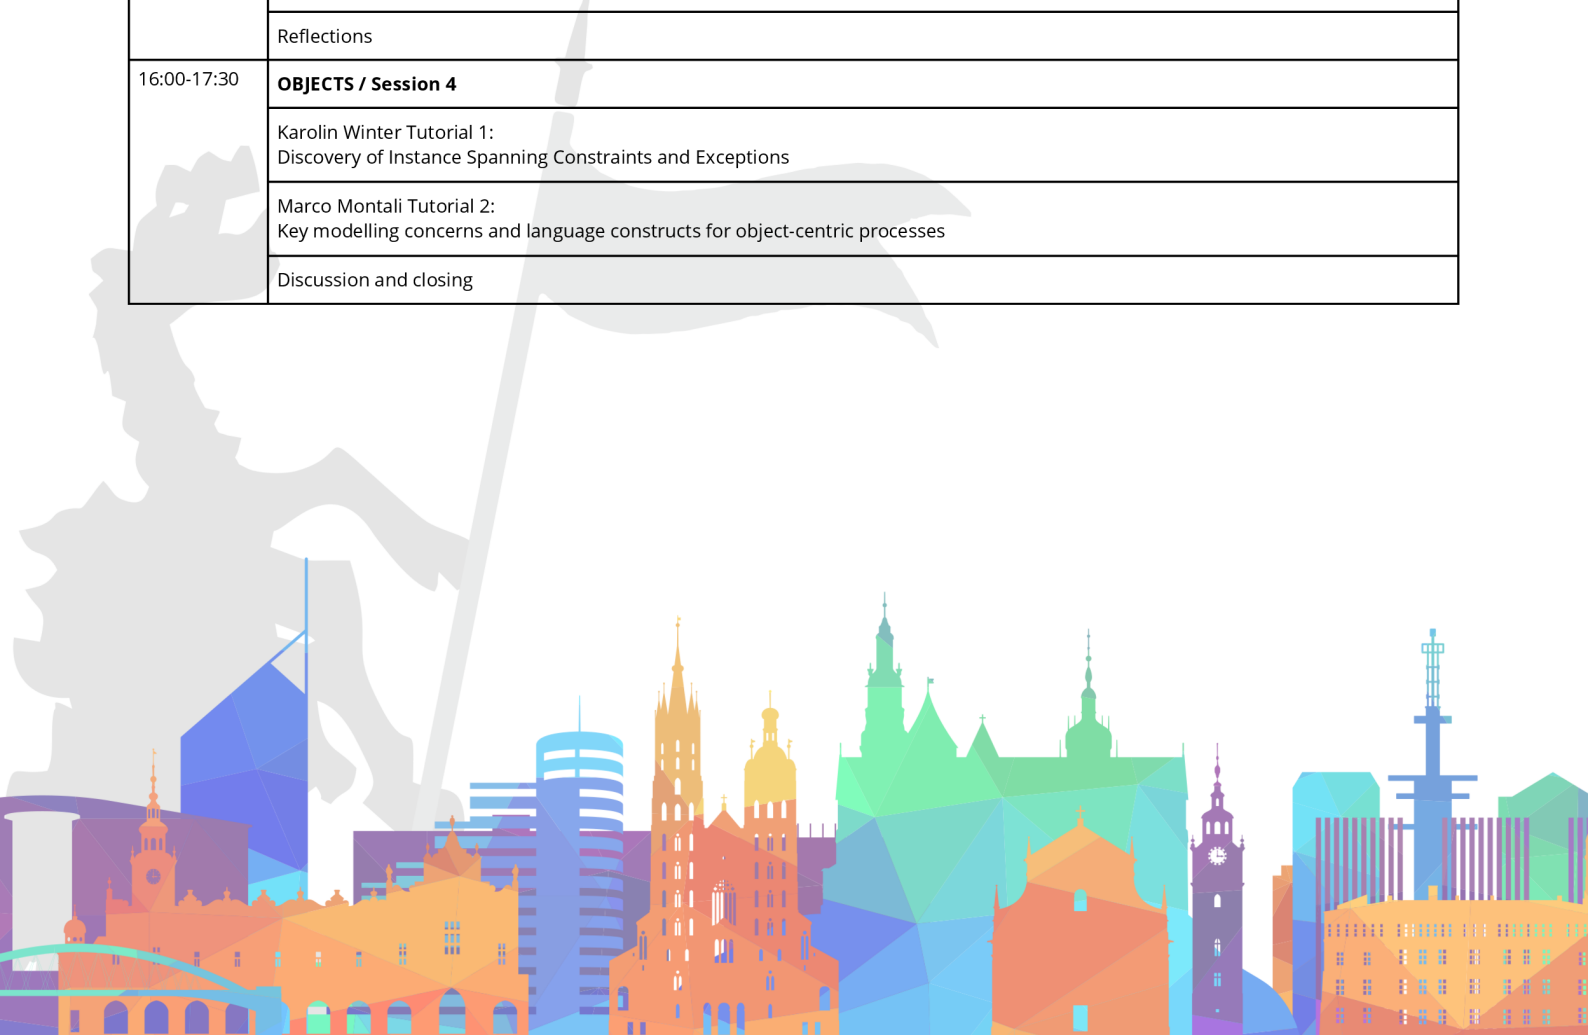 Reflections
16:00-17:30
OBJECTS / Session 4
Karolin Winter Tutorial 1:
Discovery of Instance Spanning Constraints and Exceptions
Marco Montali Tutorial 2:
Key modelling concerns and language constructs for object-centric processes
Discussion and closing